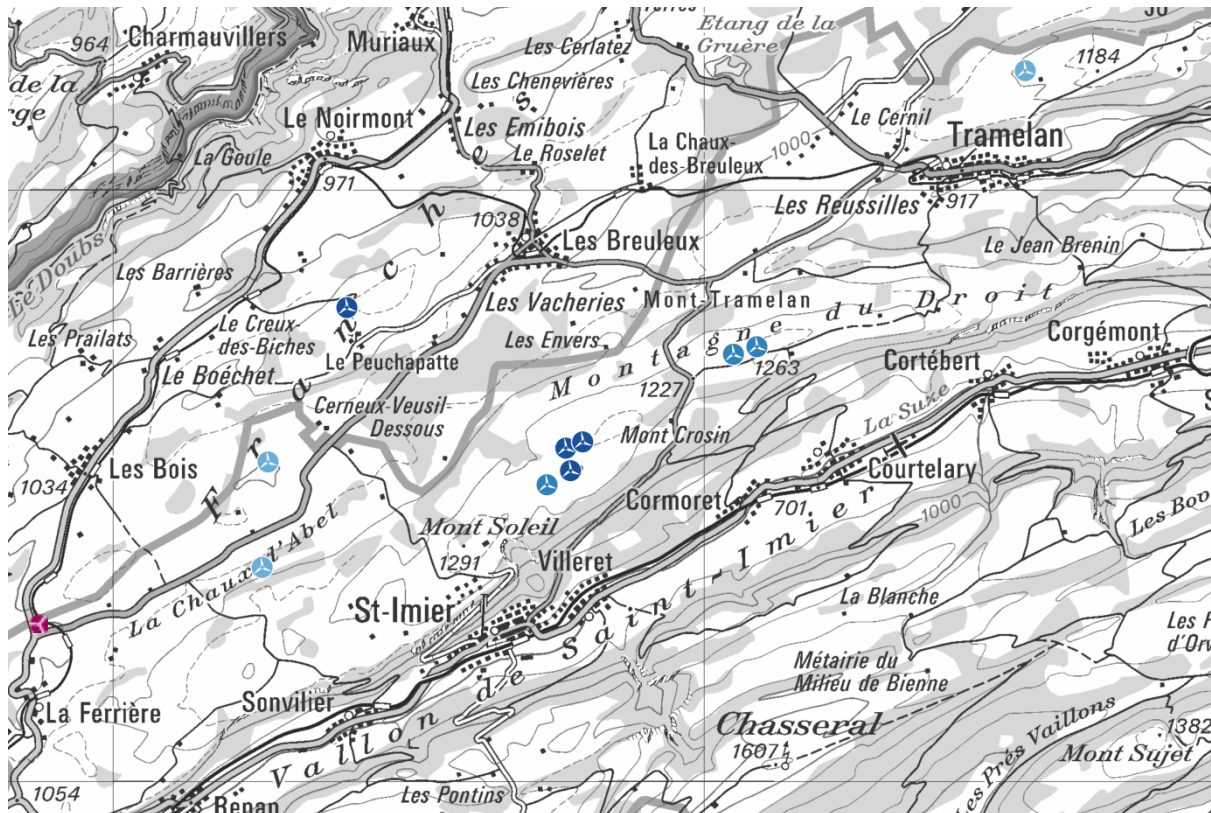 964
Charmauvillers
Muriaux
Les Cerlatez
Etang de la
Gruère
1184
de la
Les Chenevières
Le Noirmont
Les Emibois
Le Cernil
Tramelan
La Goule
Le Roselet
La Chaux-
des-Breuleux
1000
971
Les Reussilles
917
1038
Les Breuleux
Le Jean Brenin
Le Doubs
Les Barrières
Les Vacheries
Mont-Tramelan
Les Prailats
Le Creux-
des-Biches
Les Envers
Montagne du Droit
Corgémont
Le Peuchapatte
Le Boéchet
1263
Cortébert
1227
Cerneux-Veusil-
Dessous
Franches
La Suze
Mont Crosin
Les Bois
1034
Courtelary
Cormoret
701
1000
Mont Soleil
1291
Villeret
La Chaux d'Abel
St-Imier
La Blanche
Métairie du
Milieu de Bienne
La Ferrière
Sonvilier
Vallon de Saint-Imier
Chasseral
1607
Les Prés Vaillons
1382
Mont Sujet
1054
Les Pontins
Renan